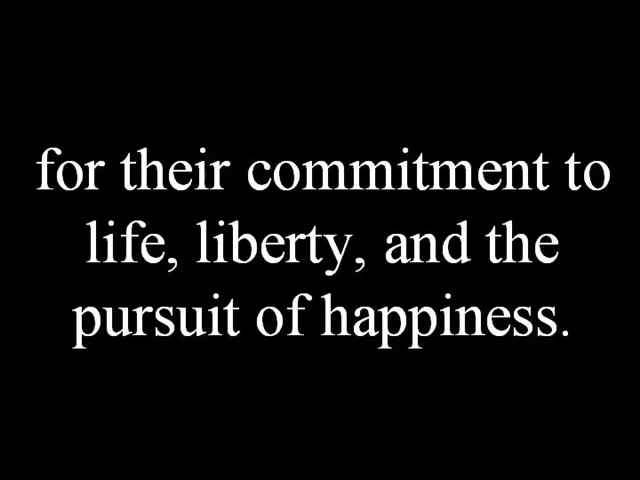 for their commitment to
life, liberty, and the
pursuit of happiness.